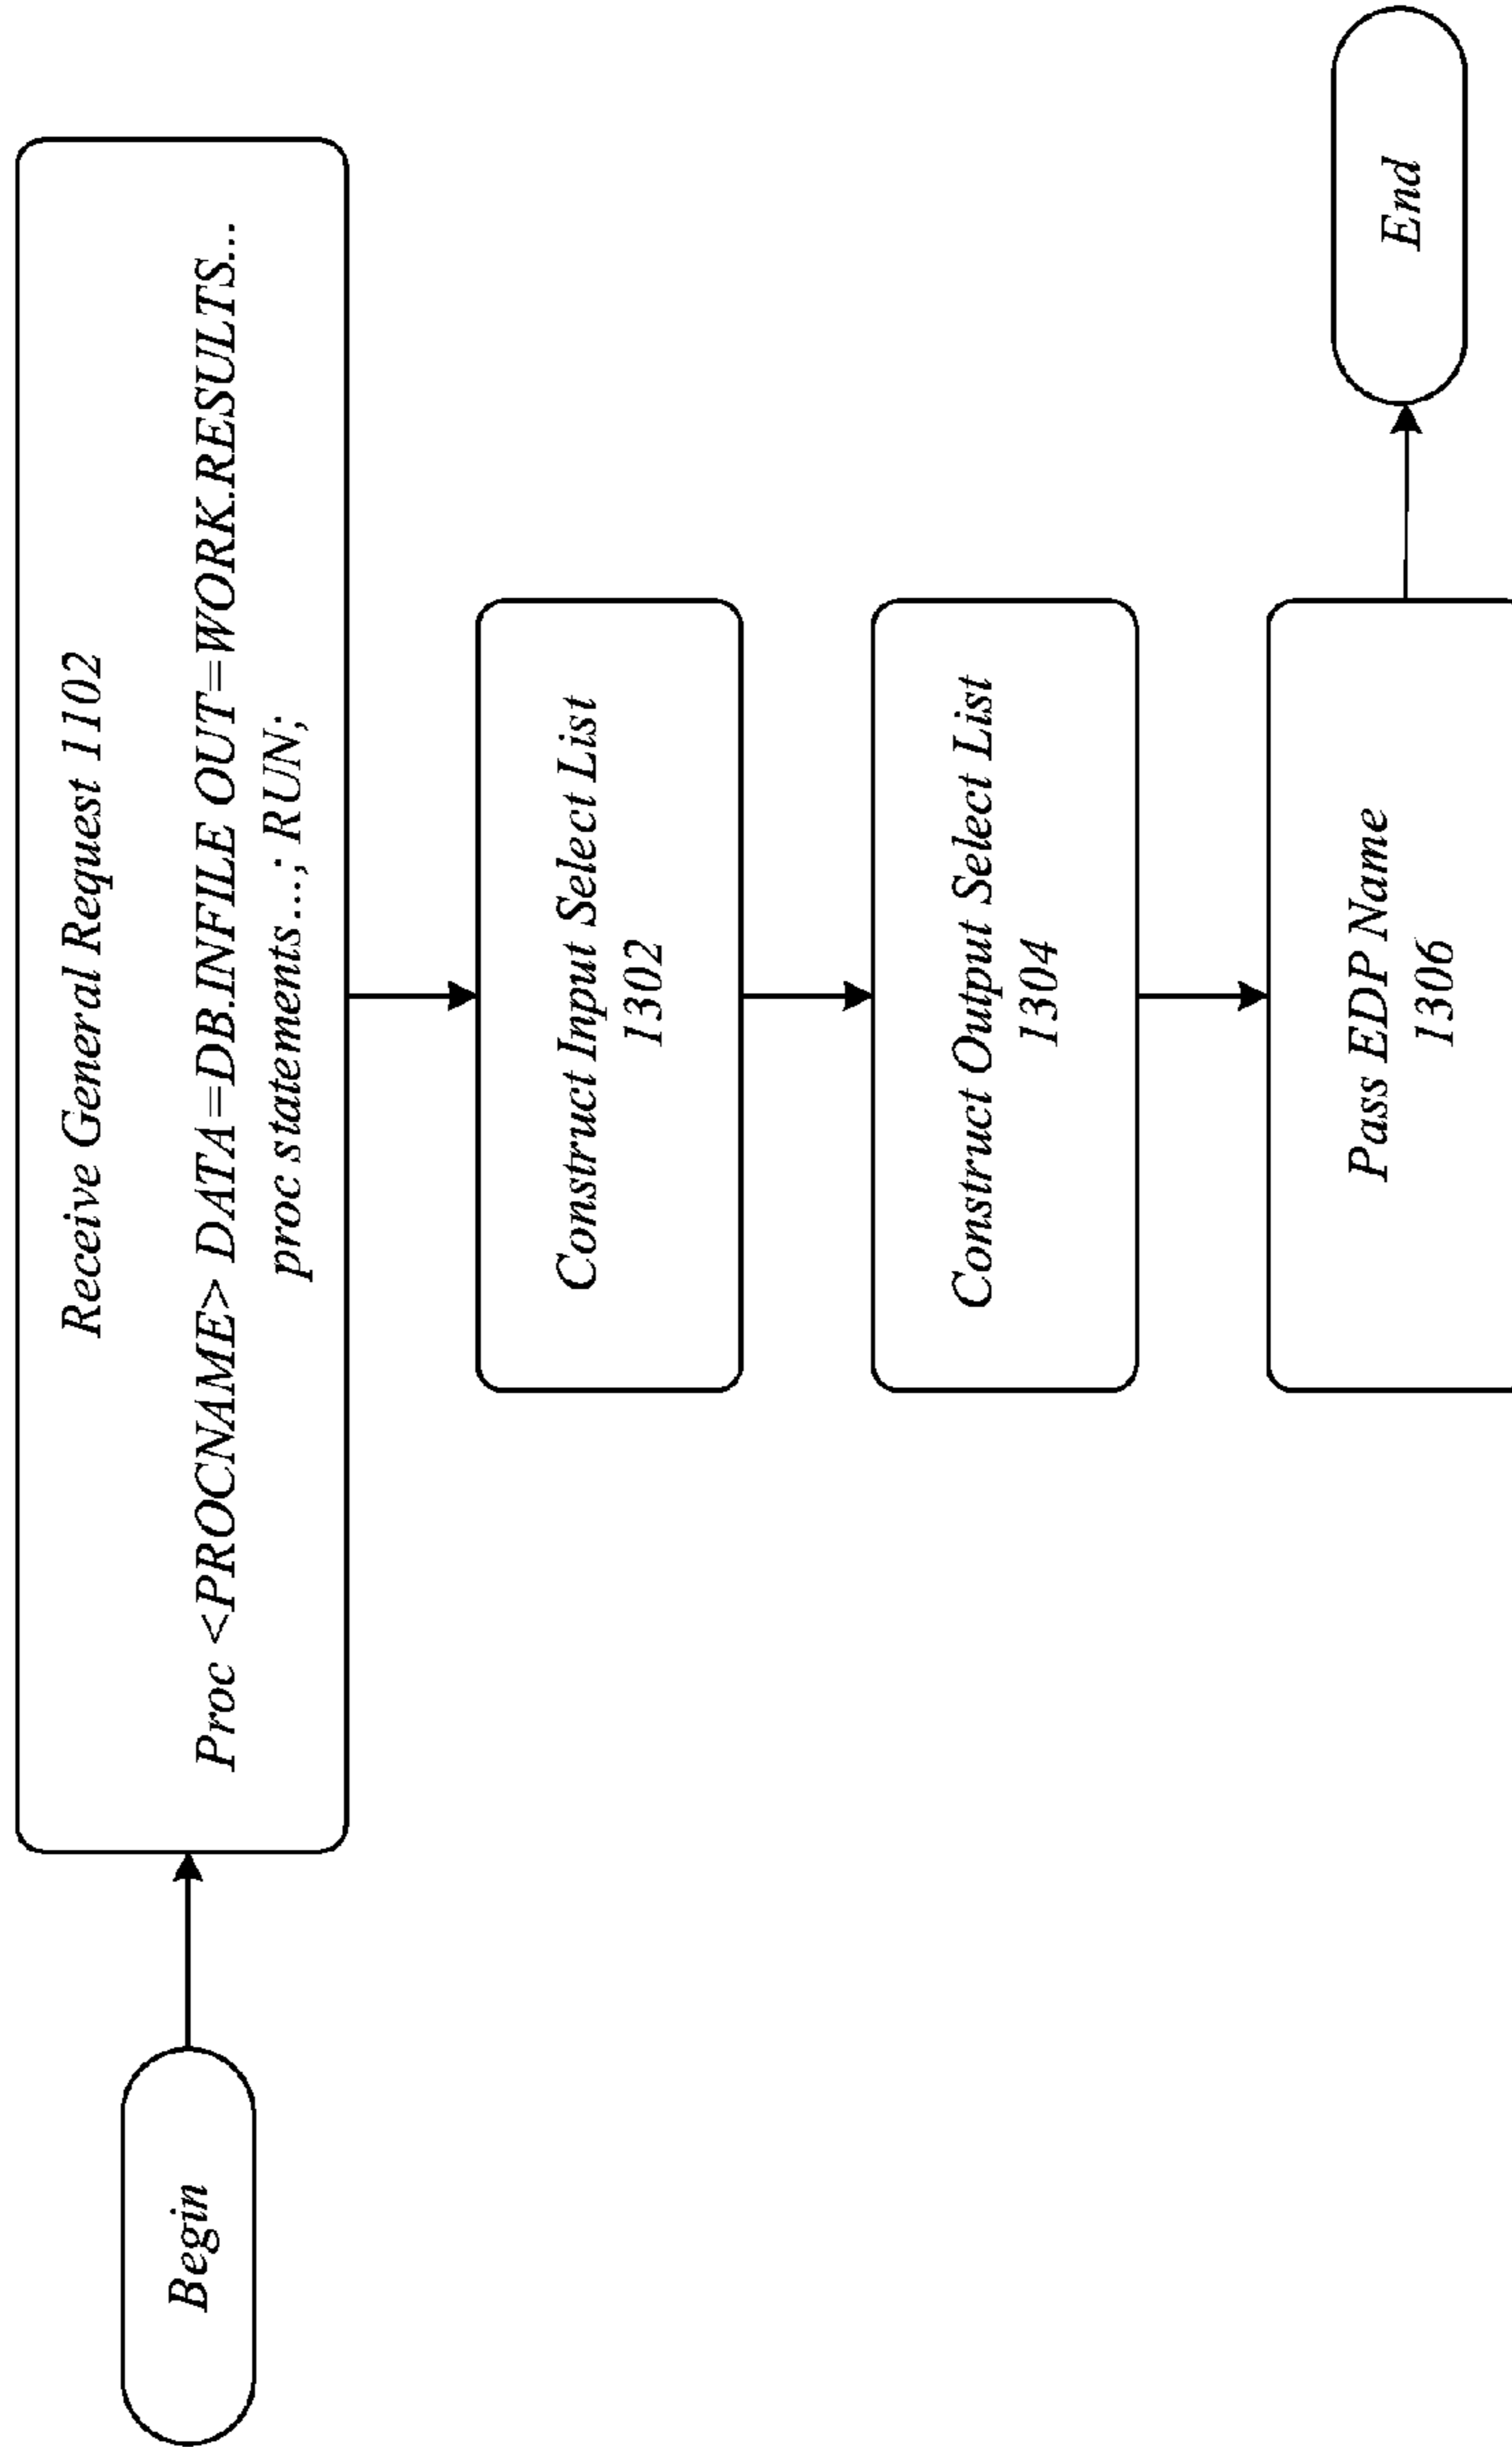 Begin
Receive General Request 1102
Proc <PROCNAME> DATA=DB.INFILE OUT=WORK.RESULTS...
proc statements...; RUN;
Construct Input Select List
1302
Construct Output Select List
1304
Pass EDP Name
1306
End